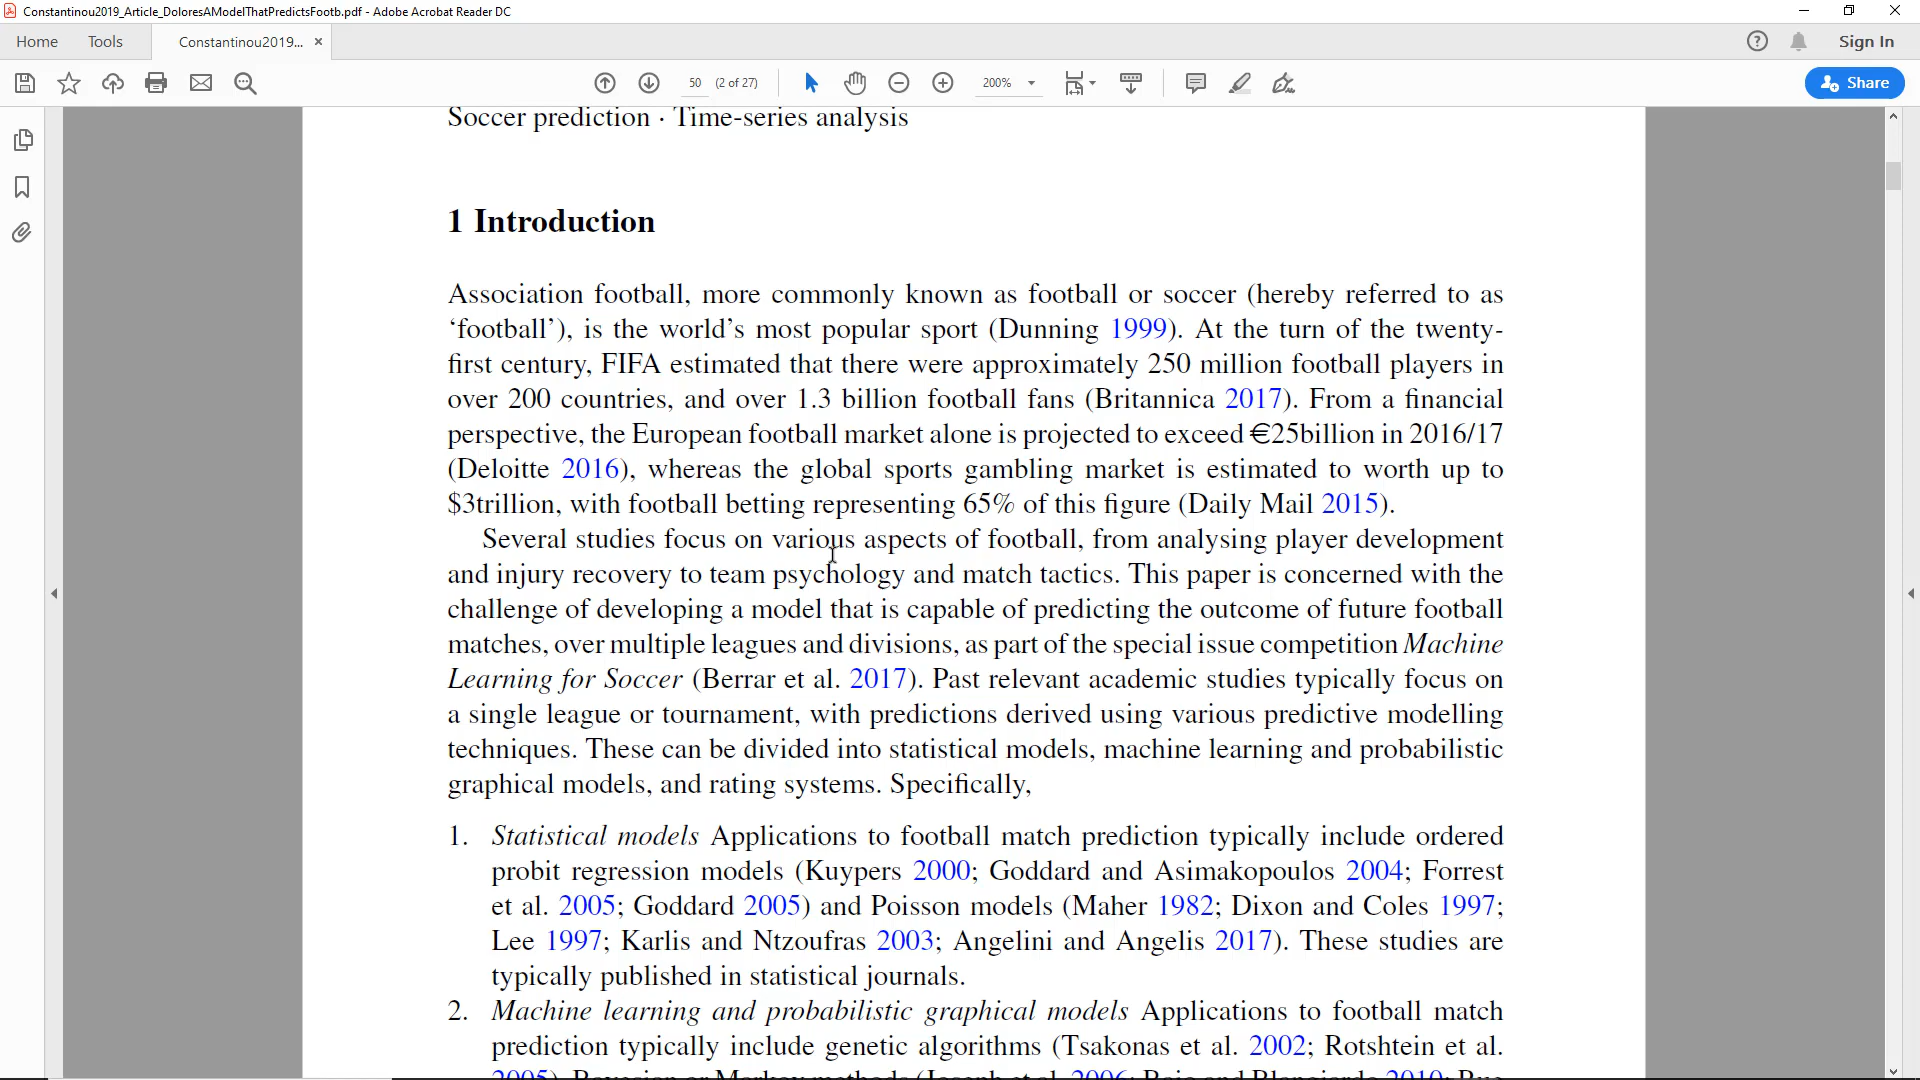 Constantinou2019_Article_DoloresAModelThatPredictsFootb.pdf - Adobe Acrobat Reader DC
Home Tools Constantinou2019... × Sign In
50 (2 of 27) 200% Share
Soccer prediction · Time-series analysis
1 Introduction
Association football, more commonly known as football or soccer (hereby referred to as
‘football’), is the world’s most popular sport (Dunning 1999). At the turn of the twenty-
first century, FIFA estimated that there were approximately 250 million football players in
over 200 countries, and over 1.3 billion football fans (Britannica 2017). From a financial
perspective, the European football market alone is projected to exceed €25billion in 2016/17
(Deloitte 2016), whereas the global sports gambling market is estimated to worth up to
$3trillion, with football betting representing 65% of this figure (Daily Mail 2015).
Several studies focus on various aspects of football, from analysing player development
and injury recovery to team psychology and match tactics. This paper is concerned with the
challenge of developing a model that is capable of predicting the outcome of future football
matches, over multiple leagues and divisions, as part of the special issue competition Machine
Learning for Soccer (Berrar et al. 2017). Past relevant academic studies typically focus on
a single league or tournament, with predictions derived using various predictive modelling
techniques. These can be divided into statistical models, machine learning and probabilistic
graphical models, and rating systems. Specifically,
1. Statistical models Applications to football match prediction typically include ordered
probit regression models (Kuypers 2000; Goddard and Asimakopoulos 2004; Forrest
et al. 2005; Goddard 2005) and Poisson models (Maher 1982; Dixon and Coles 1997;
Lee 1997; Karlis and Ntzoufras 2003; Angelini and Angelis 2017). These studies are
typically published in statistical journals.
2. Machine learning and probabilistic graphical models Applications to football match
prediction typically include genetic algorithms (Tsakonas et al. 2002; Rotshtein et al.